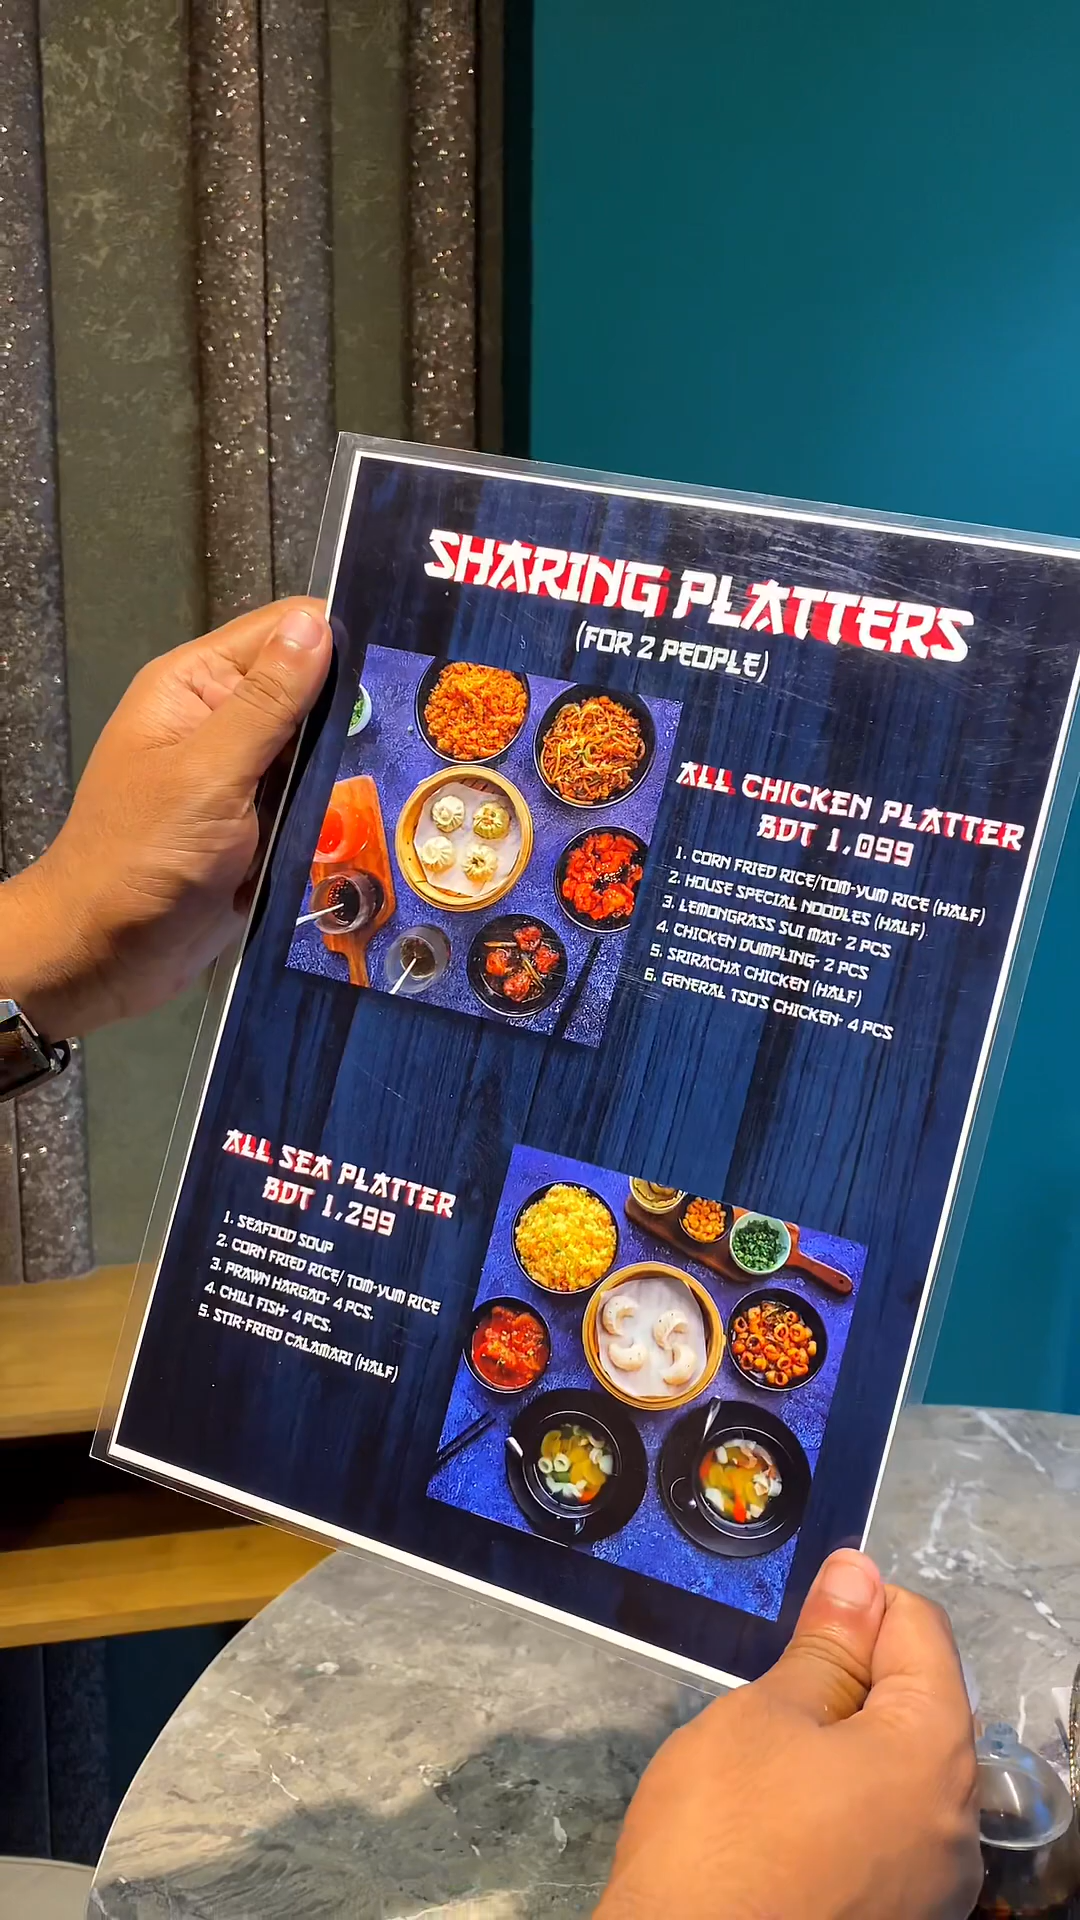 SHARING PLATTERS
(FOR 2 PEOPLE)
ALL CHICKEN PLATTER
BDT 1,099
1. CORN FRIED RICE/TOM-YUM RICE (HALF)
2. HOUSE SPECIAL NOODLES (HALF)
3. LEMONGRASS SUI MAI- 2 PCS
4. CHICKEN DUMPLING- 2 PCS
5. SRIRACHA CHICKEN (HALF)
6. GENERAL TSO'S CHICKEN- 4 PCS
ALL SEA PLATTER
BDT 1,299
1. SEAFOOD SOUP
2. CORN FRIED RICE/ TOM-YUM RICE
3. PRAWN HARGAO- 4 PCS.
4. CHILI FISH- 4 PCS.
5. STIR-FRIED CALAMARI (HALF)